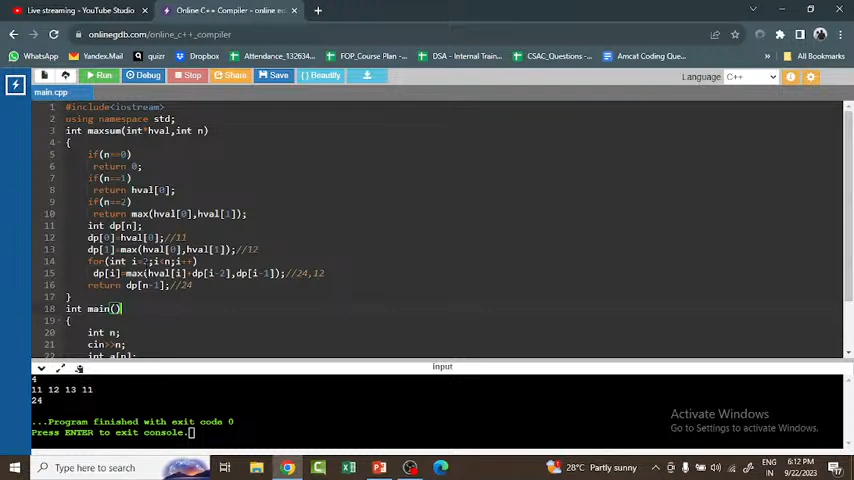 Live streaming - YouTube Studio
Online C++ Compiler - online ed
onlinegdb.com/online_c++_compiler
WhatsApp Yandex.Mail quizr Dropbox Attendance_132634... FOP_Course Plan -... DSA - Internal Train... CSAC_Questions -... Amcat Coding Que... All Bookmarks
Run Debug Stop Share Save { } Beautify Language: C++
main.cpp
1 #include<iostream>
2 using namespace std;
3 int maxsum(int*hval,int n)
4 {
5 if(n==0)
6 return 0;
7 if(n==1)
8 return hval[0];
9 if(n==2)
10 return max(hval[0],hval[1]);
11 int dp[n];
12 dp[0]=hval[0];//11
13 dp[1]=max(hval[0],hval[1]);//12
14 for(int i=2;i<n;i++)
15 dp[i]=max(hval[i]+dp[i-2],dp[i-1]);//24,12
16 return dp[n-1];//24
17 }
18 int main()
19 {
20 int n;
21 cin>>n;
22 int a[n];
input
4
11 12 13 11
24
...Program finished with exit code 0
Press ENTER to exit console.
Activate Windows
Go to Settings to activate Windows.
Type here to search
28°C Partly sunny
ENG
IN
6:12 PM
9/22/2023